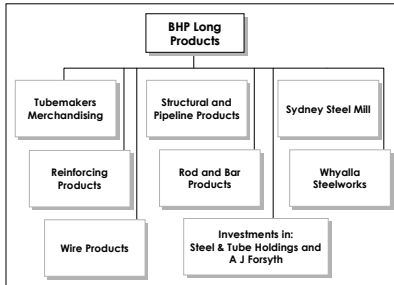 BHP Long
Products
Tubemakers
Merchandising
Structural and
Pipeline Products
Sydney Steel Mill
Reinforcing
Products
Rod and Bar
Products
Whyalla
Steelworks
Wire Products
Investments in:
Steel & Tube Holdings and
A J Forsyth